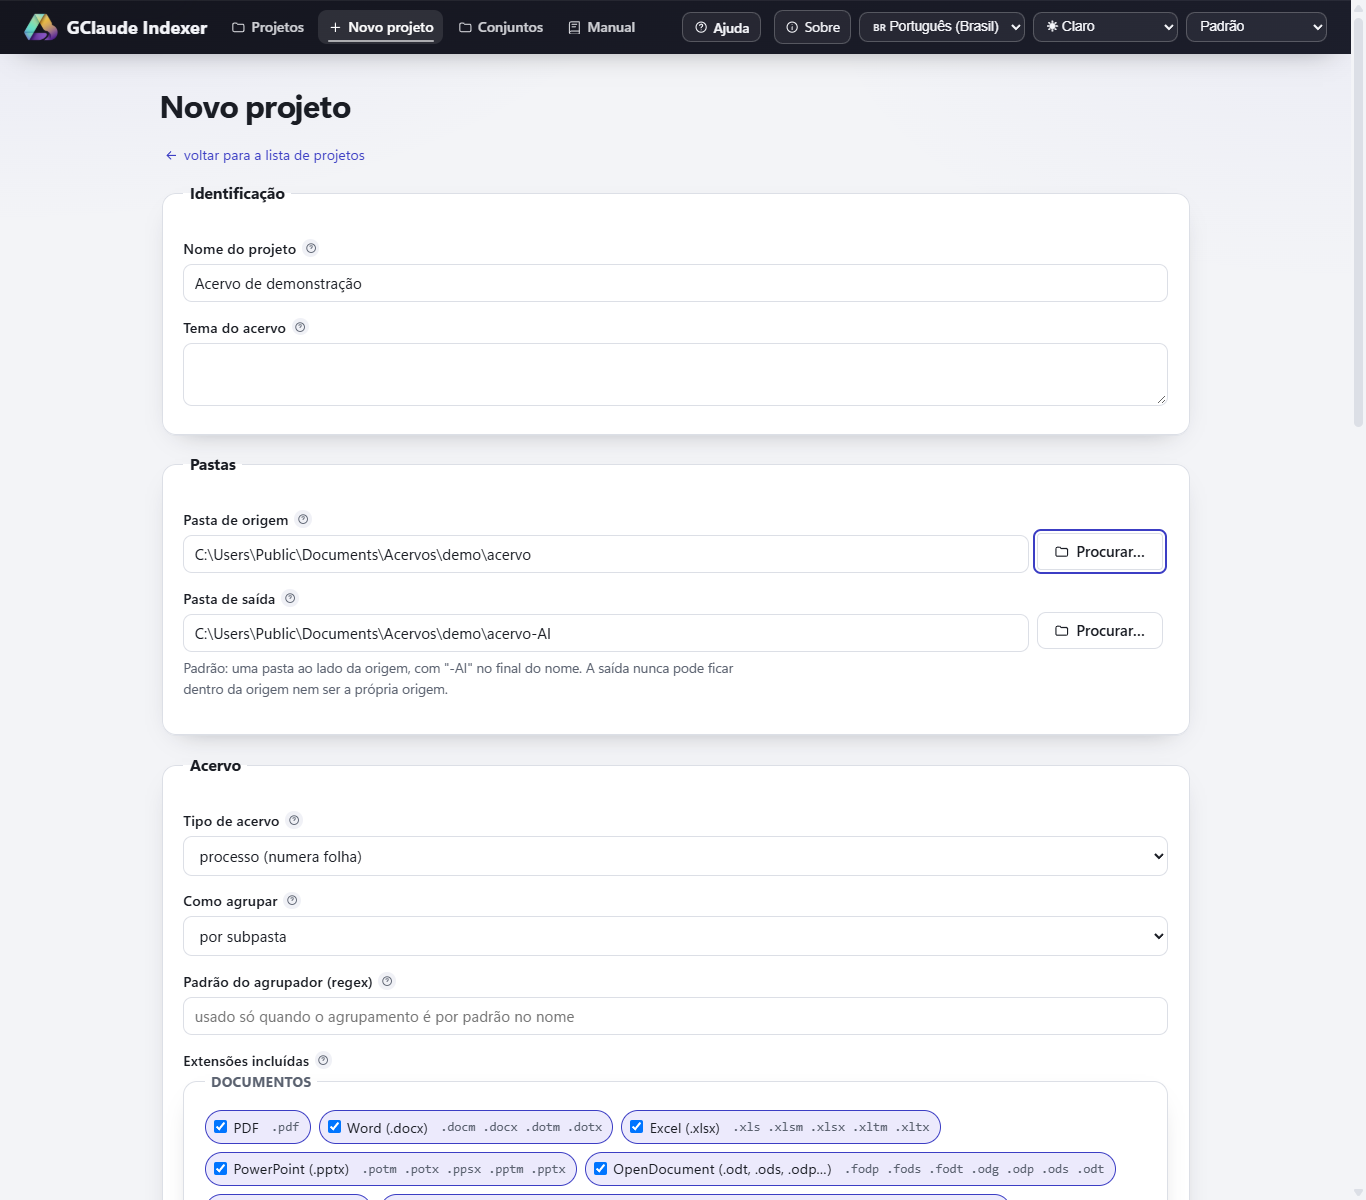 GClaude Indexer
Projetos
Novo projeto
Conjuntos
Manual
Ajuda
Sobre
BR Português (Brasil)
Claro
Padrão
Novo projeto
← voltar para a lista de projetos
Identificação
Nome do projeto
Acervo de demonstração
Tema do acervo
Pastas
Pasta de origem
C:\Users\Public\Documents\Acervos\demo\acervo
Procurar...
Pasta de saída
C:\Users\Public\Documents\Acervos\demo\acervo-AI
Procurar...
Padrão: uma pasta ao lado da origem, com "-AI" no final do nome. A saída nunca pode ficar
dentro da origem nem ser a própria origem.
Acervo
Tipo de acervo
processo (numera folha)
Como agrupar
por subpasta
Padrão do agrupador (regex)
usado só quando o agrupamento é por padrão no nome
Extensões incluídas
DOCUMENTOS
PDF .pdf
Word (.docx) .docm .docx .dotm .dotx
Excel (.xlsx) .xls .xlsm .xlsx .xltm .xltx
PowerPoint (.pptx) .potm .potx .ppsx .pptm .pptx
OpenDocument (.odt, .ods, .odp...) .fodp .fods .fodt .odg .odp .ods .odt